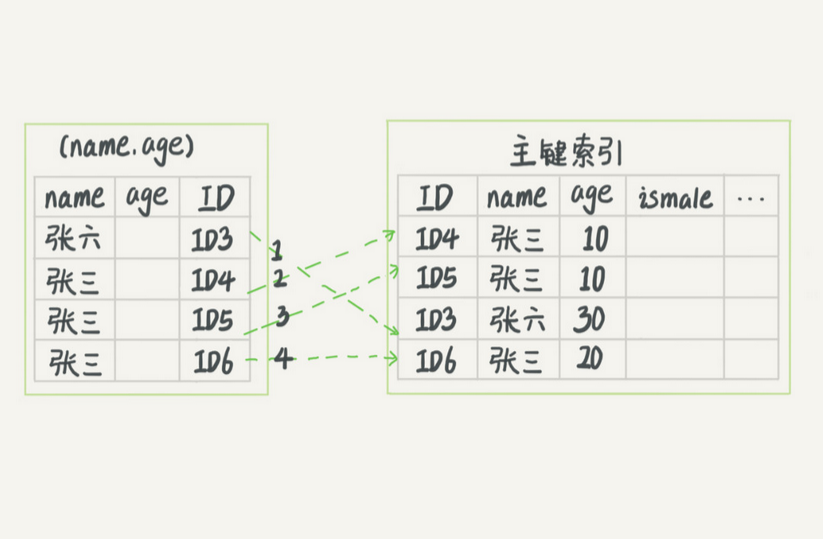 (name.age)
name age ID
张六 ID3
张三 ID4
张三 ID5
张三 ID6
1
2
3
4
主键索引
ID name age ismale ...
ID4 张三 10
ID5 张三 10
ID3 张六 30
ID6 张三 20